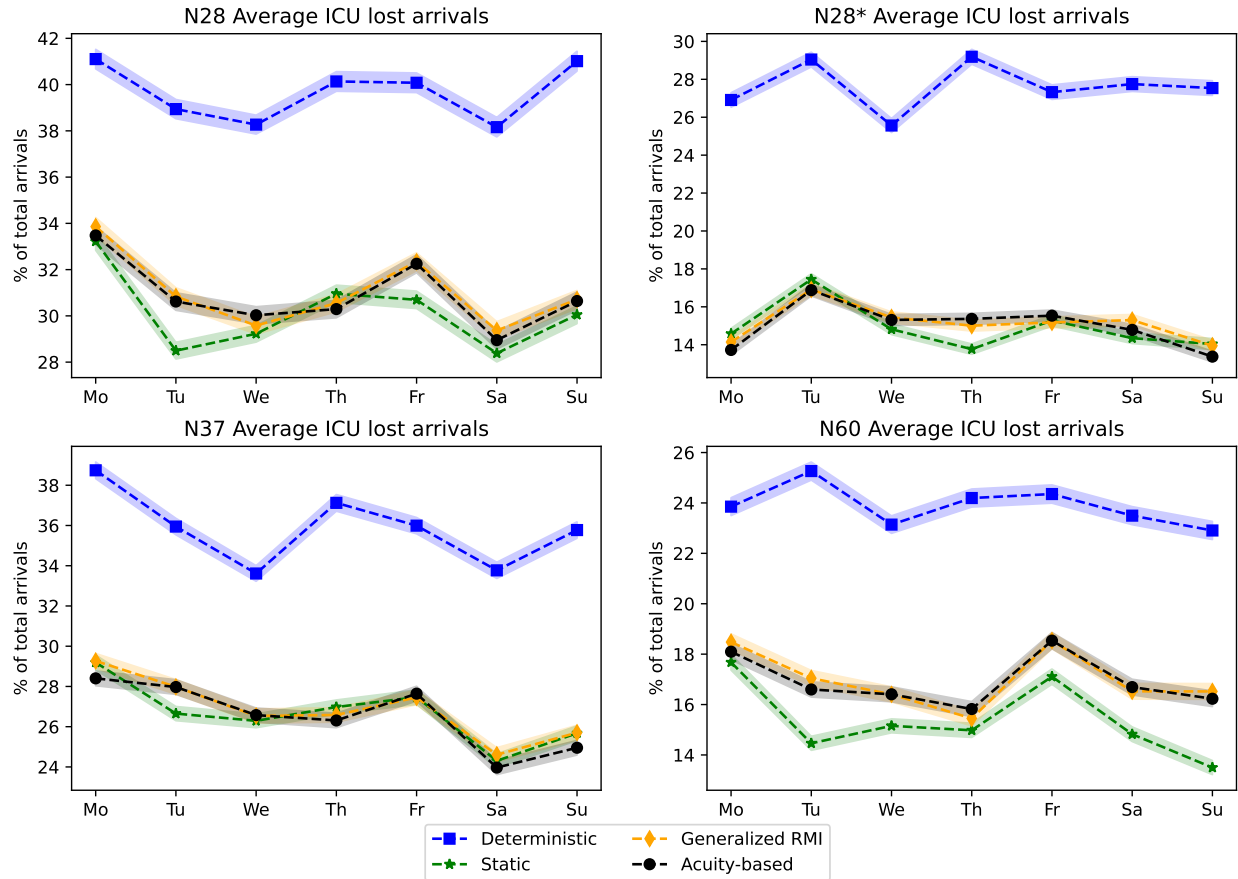 N28 Average ICU lost arrivals
% of total arrivals
42
40
38
36
34
32
30
28
Mo Tu We Th Fr Sa Su
N28* Average ICU lost arrivals
% of total arrivals
30
28
26
24
22
20
18
16
14
Mo Tu We Th Fr Sa Su
N37 Average ICU lost arrivals
% of total arrivals
38
36
34
32
30
28
26
24
Mo Tu We Th Fr Sa Su
N60 Average ICU lost arrivals
% of total arrivals
26
24
22
20
18
16
14
Mo Tu We Th Fr Sa Su
Deterministic
Static
Generalized RMI
Acuity-based